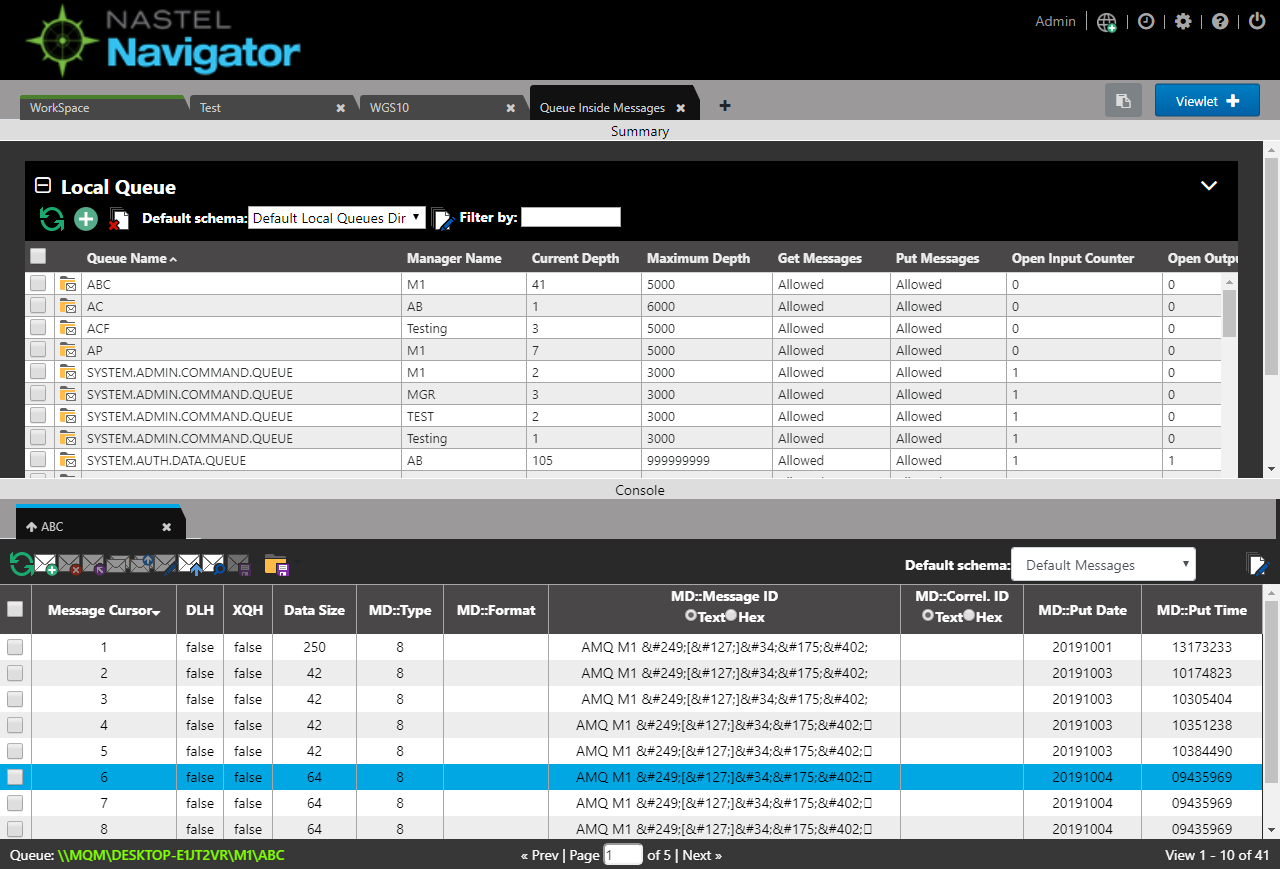 NASTEL
Navigator
Admin
WorkSpace Test WGS10 Queue Inside Messages Viewlet
Summary
Local Queue
Default schema: Default Local Queues Dir Filter by:
Queue Name Manager Name Current Depth Maximum Depth Get Messages Put Messages Open Input Counter Open Outpu
ABC M1 41 5000 Allowed Allowed 0 0
AC AB 1 6000 Allowed Allowed 0 0
ACF Testing 3 5000 Allowed Allowed 0 0
AP M1 7 5000 Allowed Allowed 0 0
SYSTEM.ADMIN.COMMAND.QUEUE M1 2 3000 Allowed Allowed 1 0
SYSTEM.ADMIN.COMMAND.QUEUE MGR 3 3000 Allowed Allowed 1 0
SYSTEM.ADMIN.COMMAND.QUEUE TEST 2 3000 Allowed Allowed 1 0
SYSTEM.ADMIN.COMMAND.QUEUE Testing 1 3000 Allowed Allowed 1 0
SYSTEM.AUTH.DATA.QUEUE AB 105 999999999 Allowed Allowed 1 1
Console
ABC
Default schema: Default Messages
Message Cursor DLH XQH Data Size MD::Type MD::Format MD::Message ID Text Hex MD::Correl. ID Text Hex MD::Put Date MD::Put Time
1 false false 250 8 AMQ M1 &#249;[&#127;]&#34;&#175;&#402; 20191001 13173233
2 false false 42 8 AMQ M1 &#249;[&#127;]&#34;&#175;&#402; 20191003 10174823
3 false false 42 8 AMQ M1 &#249;[&#127;]&#34;&#175;&#402; 20191003 10305404
4 false false 42 8 AMQ M1 &#249;[&#127;]&#34;&#175;&#402;▯ 20191003 10351238
5 false false 42 8 AMQ M1 &#249;[&#127;]&#34;&#175;&#402;▯ 20191003 10384490
6 false false 64 8 AMQ M1 &#249;[&#127;]&#34;&#175;&#402;▯ 20191004 09435969
7 false false 64 8 AMQ M1 &#249;[&#127;]&#34;&#175;&#402;▯ 20191004 09435969
8 false false 64 8 AMQ M1 &#249;[&#127;]&#34;&#175;&#402;▯ 20191004 09435969
Queue: \\MQM\DESKTOP-E1JT2VR\M1\ABC « Prev | Page 1 of 5 | Next » View 1 - 10 of 41